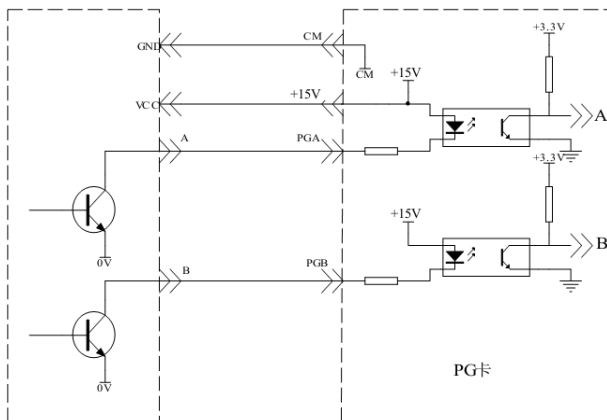 GND
CM
CM
+3.3V
VCC
+15V
+15V
A
A
PGA
0V
+3.3V
+15V
B
B
PGB
0V
PG卡